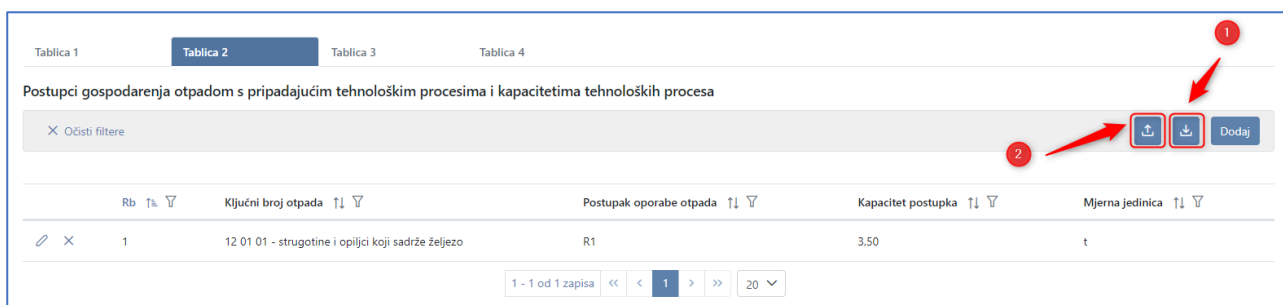 1
Tablica 1 Tablica 2 Tablica 3 Tablica 4
Postupci gospodarenja otpadom s pripadajućim tehnološkim procesima i kapacitetima tehnoloških procesa
Očisti filtere Dodaj
2
Rb Ključni broj otpada Postupak oporabe otpada Kapacitet postupka Mjerna jedinica
1 12 01 01 - strugotine i opiljci koji sadrže željezo R1 3,50 t
1 - 1 od 1 zapisa << < 1 > >> 20